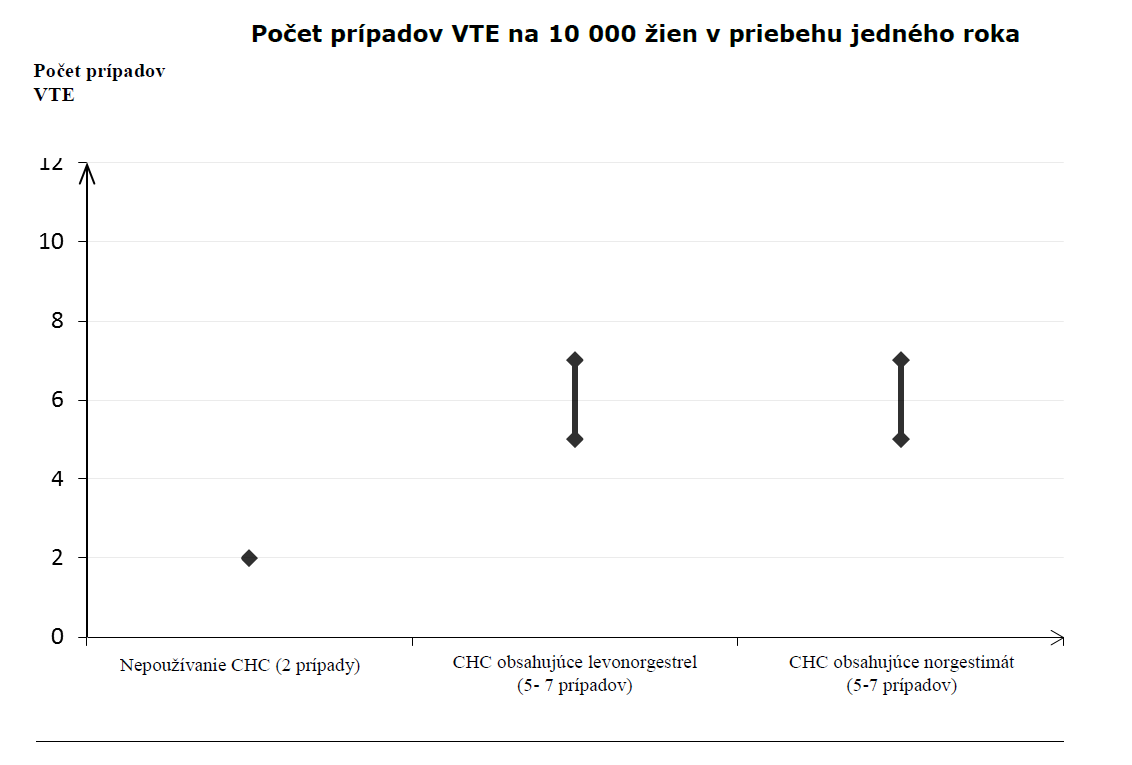 Počet prípadov VTE na 10 000 žien v priebehu jedného roka
Počet prípadov
VTE
12
10
8
6
4
2
0
Nepoužívanie CHC (2 prípady)
CHC obsahujúce levonorgestrel
(5- 7 prípadov)
CHC obsahujúce norgestimát
(5-7 prípadov)